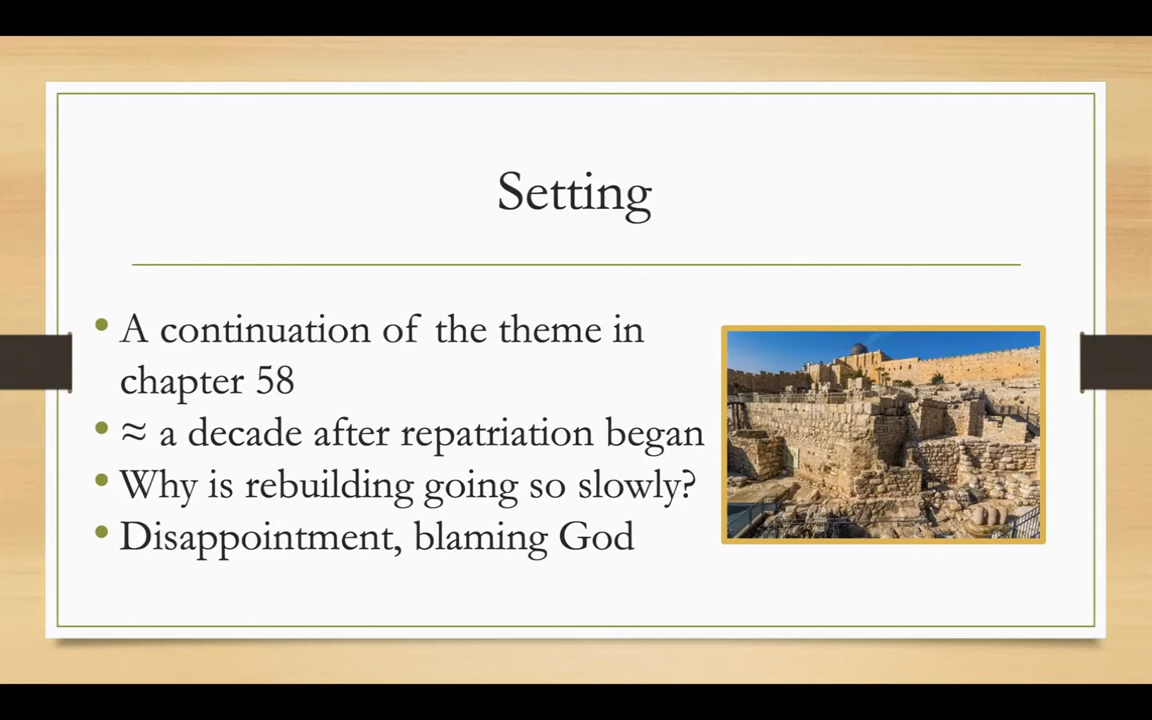 Setting
• A continuation of the theme in
chapter 58
• ≈ a decade after repatriation began
• Why is rebuilding going so slowly?
• Disappointment, blaming God